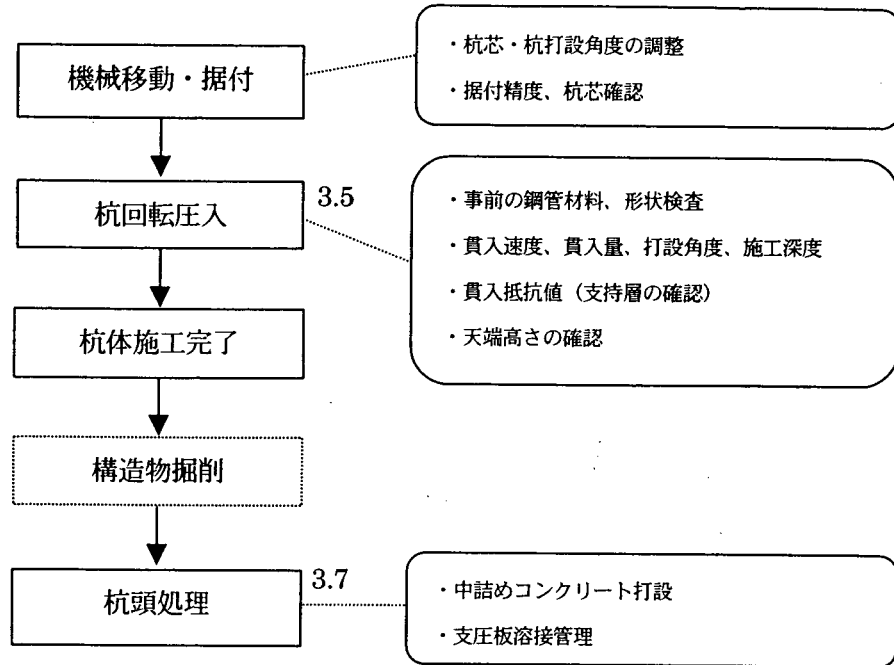 機械移動・据付
・杭芯・杭打設角度の調整
・据付精度、杭芯確認
杭回転圧入
3.5
・事前の鋼管材料、形状検査
・貫入速度、貫入量、打設角度、施工深度
・貫入抵抗値（支持層の確認）
・天端高さの確認
杭体施工完了
構造物掘削
杭頭処理
3.7
・中詰めコンクリート打設
・支圧板溶接管理